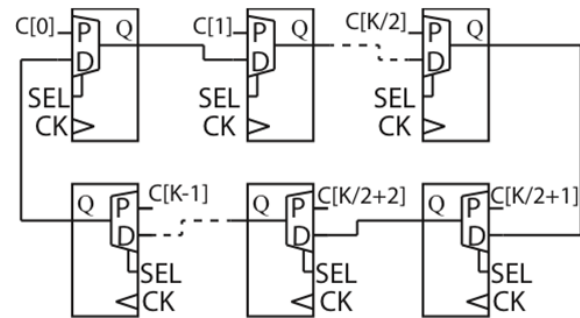 C[0] P Q C[1] P Q C[K/2] P Q
D D D
SEL SEL SEL
CK CK CK
Q P C[K-1] Q P C[K/2+2] Q P C[K/2+1]
D D D
SEL SEL SEL
CK CK CK